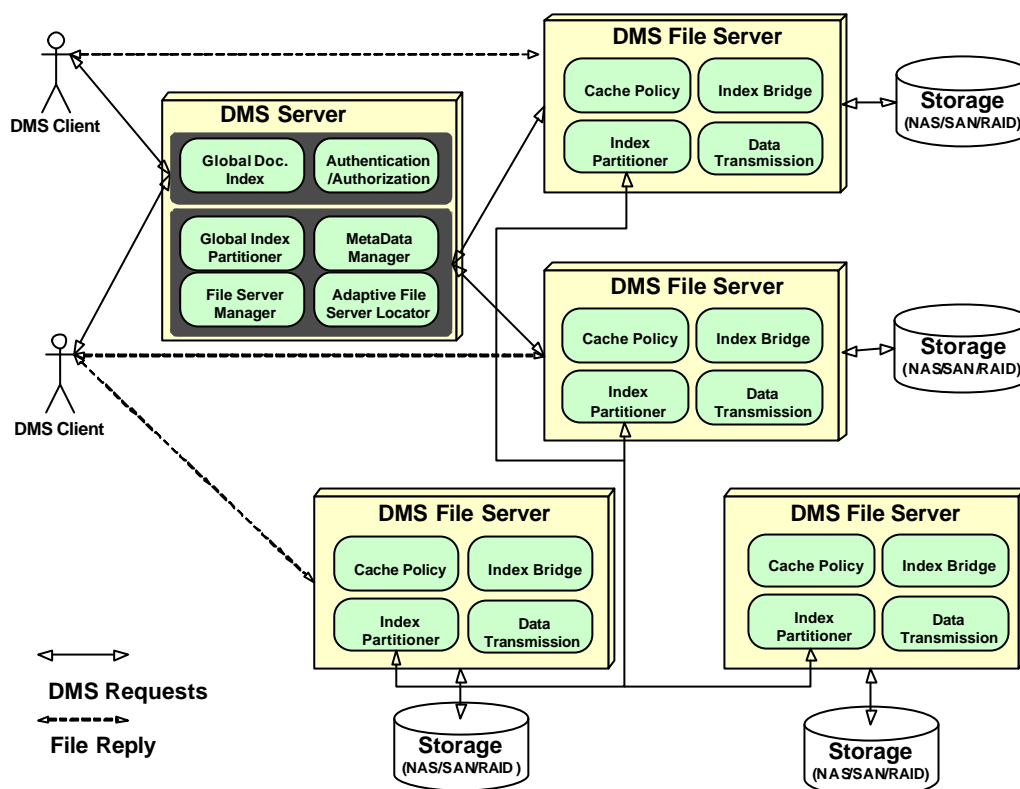 DMS File Server
Cache Policy
Index Bridge
Index
Partitioner
Data
Transmission
Storage
(NAS/SAN/RAID)
DMS Client
DMS Server
Global Doc.
Index
Authentication
/Authorization
Global Index
Partitioner
MetaData
Manager
File Server
Manager
Adaptive File
Server Locator
DMS File Server
Cache Policy
Index Bridge
Index
Partitioner
Data
Transmission
Storage
(NAS/SAN/RAID)
DMS Client
DMS File Server
Cache Policy
Index Bridge
Index
Partitioner
Data
Transmission
Storage
(NAS/SAN/RAID )
DMS File Server
Cache Policy
Index Bridge
Index
Partitioner
Data
Transmission
Storage
(NAS/SAN/RAID)
DMS Requests
File Reply